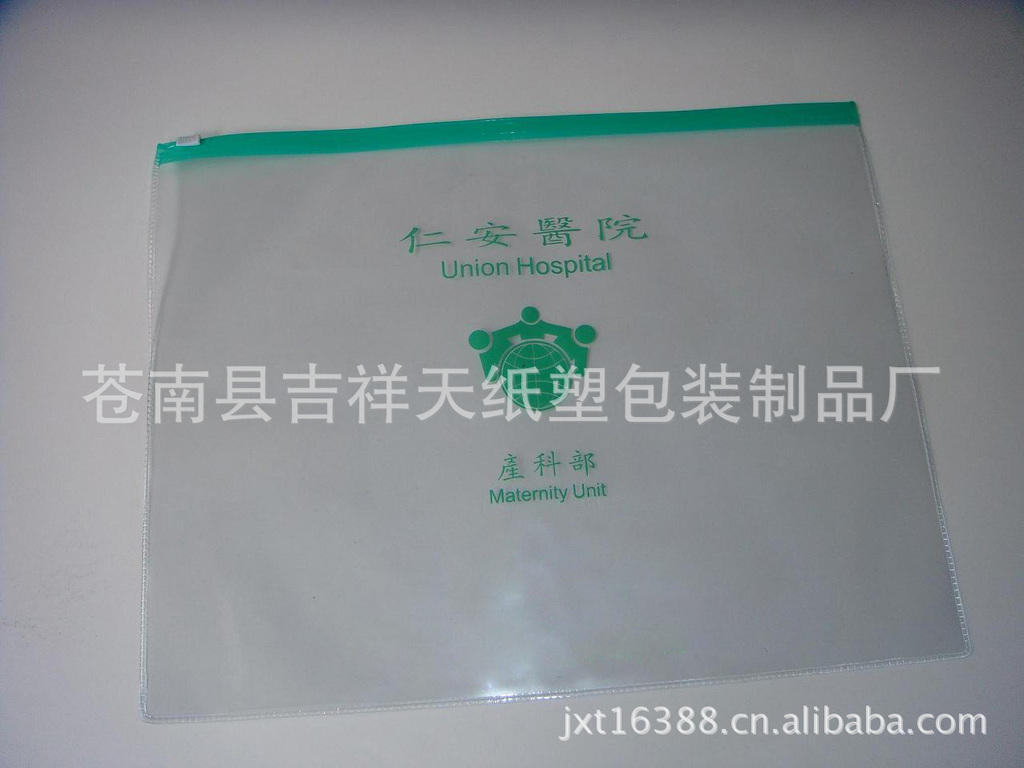 仁安醫院
Union Hospital
苍南县吉祥天纸塑包装制品厂
產科部
Maternity Unit
jxt16388.cn.alibaba.com